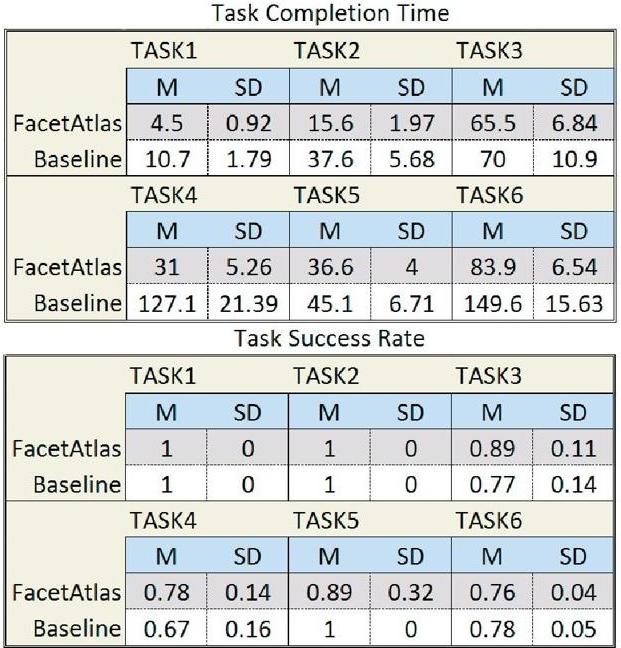 Task Completion Time
TASK1 TASK2 TASK3
M SD M SD M SD
FacetAtlas 4.5 0.92 15.6 1.97 65.5 6.84
Baseline 10.7 1.79 37.6 5.68 70 10.9
TASK4 TASK5 TASK6
M SD M SD M SD
FacetAtlas 31 5.26 36.6 4 83.9 6.54
Baseline 127.1 21.39 45.1 6.71 149.6 15.63
Task Success Rate
TASK1 TASK2 TASK3
M SD M SD M SD
FacetAtlas 1 0 1 0 0.89 0.11
Baseline 1 0 1 0 0.77 0.14
TASK4 TASK5 TASK6
M SD M SD M SD
FacetAtlas 0.78 0.14 0.89 0.32 0.76 0.04
Baseline 0.67 0.16 1 0 0.78 0.05